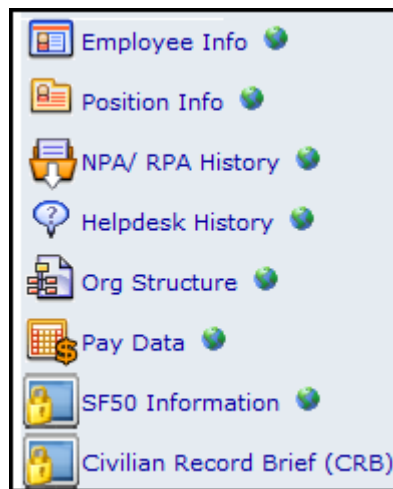 Employee Info
Position Info
NPA/ RPA History
Helpdesk History
Org Structure
Pay Data
SF50 Information
Civilian Record Brief (CRB)